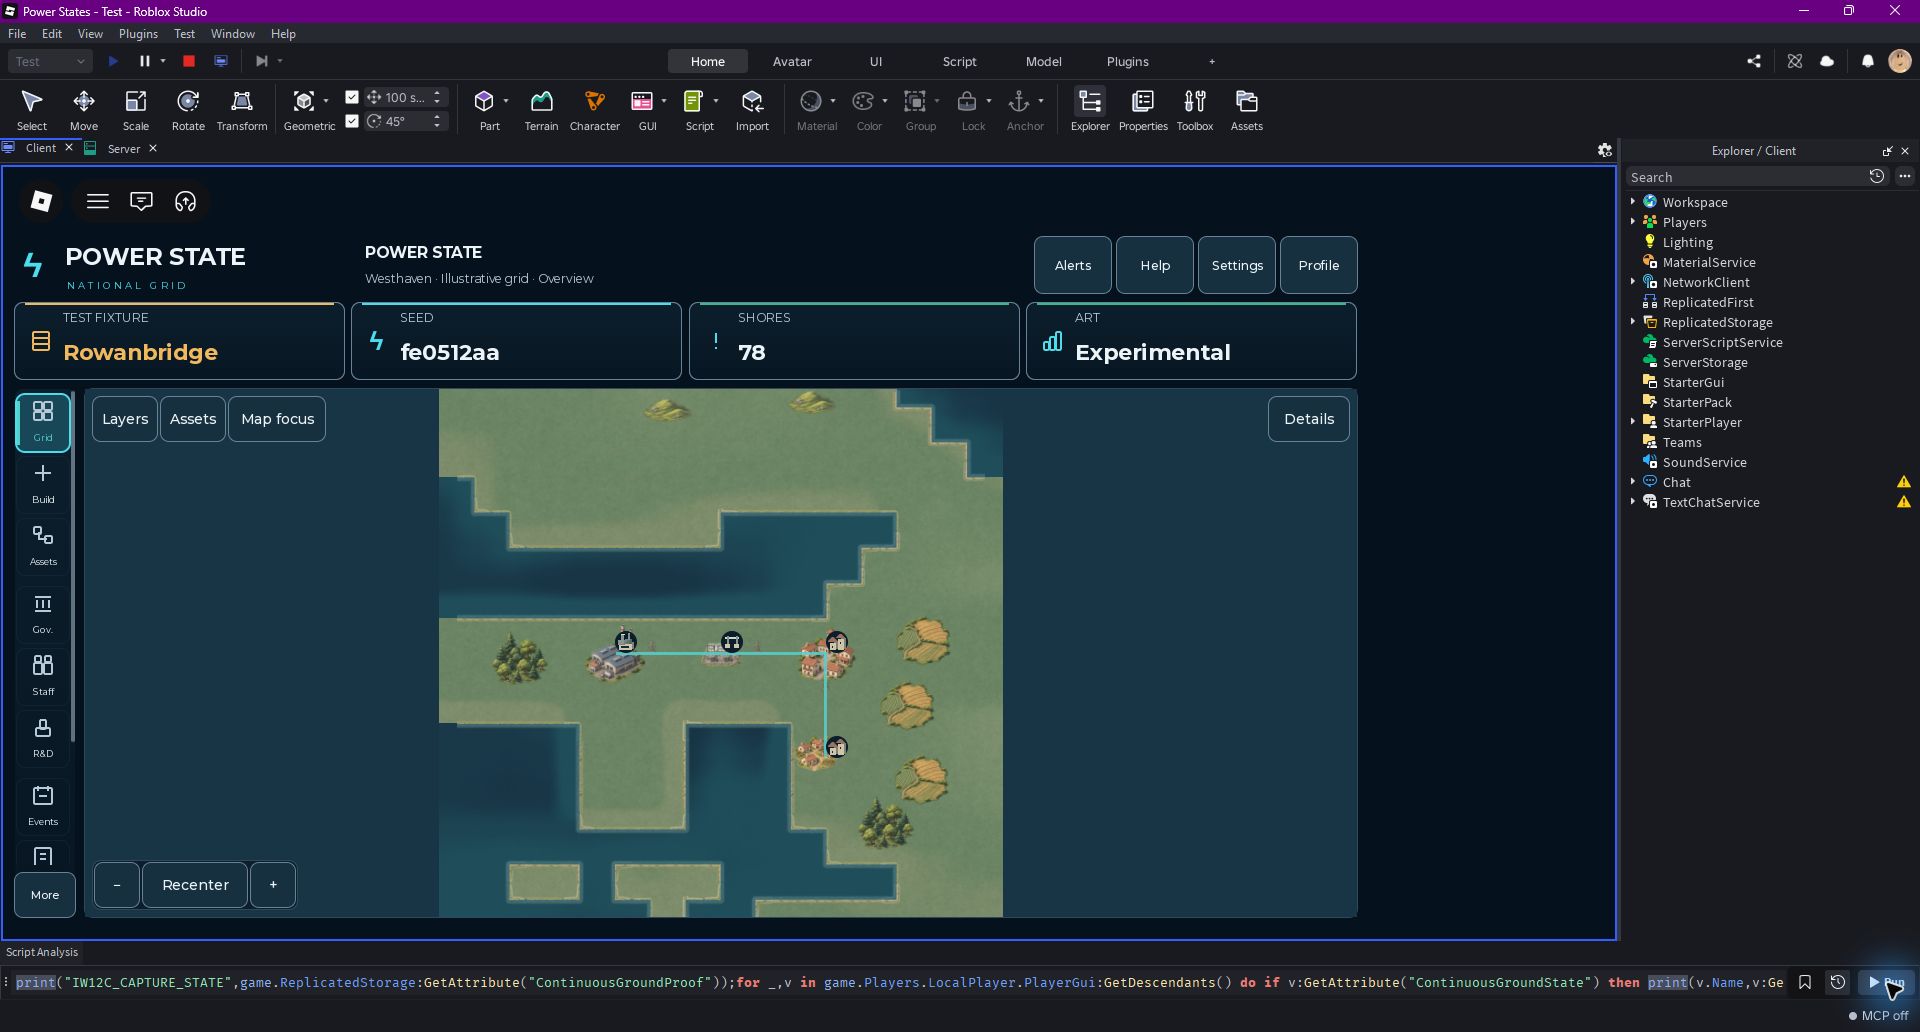 Power States - Test - Roblox Studio
File Edit View Plugins Test Window Help
Test
Home Avatar UI Script Model Plugins +
100 s...
45°
Select Move Scale Rotate Transform Geometric Part Terrain Character GUI Script Import Material Color Group Lock Anchor Explorer Properties Toolbox Assets
Client Server
Explorer / Client
Search
Workspace
Players
Lighting
MaterialService
NetworkClient
ReplicatedFirst
ReplicatedStorage
ServerScriptService
ServerStorage
StarterGui
StarterPack
StarterPlayer
Teams
SoundService
Chat
TextChatService
POWER STATE
NATIONAL GRID
POWER STATE
Westhaven · Illustrative grid · Overview
Alerts Help Settings Profile
TEST FIXTURE
Rowanbridge
SEED
fe0512aa
SHORES
78
ART
Experimental
Grid
Build
Assets
Gov.
Staff
R&D
Events
More
Layers Assets Map focus
Details
− Recenter +
Script Analysis
print("IW12C_CAPTURE_STATE",game.ReplicatedStorage:GetAttribute("ContinuousGroundProof"));for _,v in game.Players.LocalPlayer.PlayerGui:GetDescendants() do if v:GetAttribute("ContinuousGroundState") then print(v.Name,v:Ge
MCP off